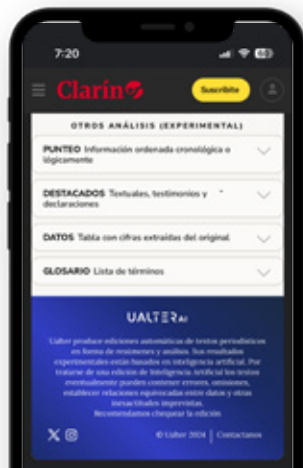 7:20
Clarín
Suscribite
OTROS ANÁLISIS (EXPERIMENTAL)
PUNTEO Información ordenada cronológica o
lógicamente
DESTACADOS Textuales, testimonios y
declaraciones
DATOS Tabla con cifras extraídas del original
GLOSARIO Lista de términos
UALTER AI
Ualter produce ediciones automáticas de textos periodísticos
en forma de resúmenes y análisis. Sus resultados
experimentales están basados en inteligencia artificial. Por
tratarse de una edición de Inteligencia Artificial los textos
eventualmente pueden contener errores, omisiones,
establecer relaciones equivocadas entre datos y otras
inexactitudes imprevistas.
Recomendamos chequear la edición
© Ualter 2024 | Contactanos